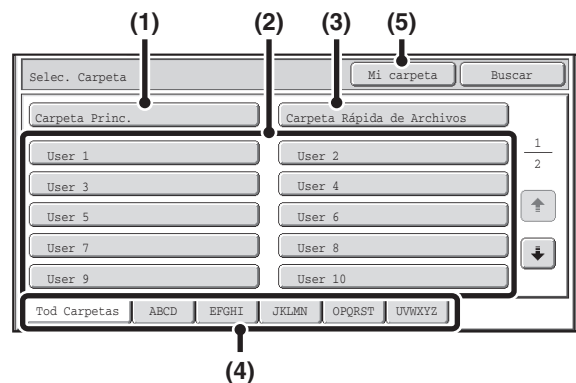 (1) (2) (3) (5)
Selec. Carpeta Mi carpeta Buscar
Carpeta Princ. Carpeta Rápida de Archivos
User 1 User 2
1
2
User 3 User 4
User 5 User 6
User 7 User 8
User 9 User 10
Tod Carpetas ABCD EFGHI JKLMN OPQRST UVWXYZ
(4)